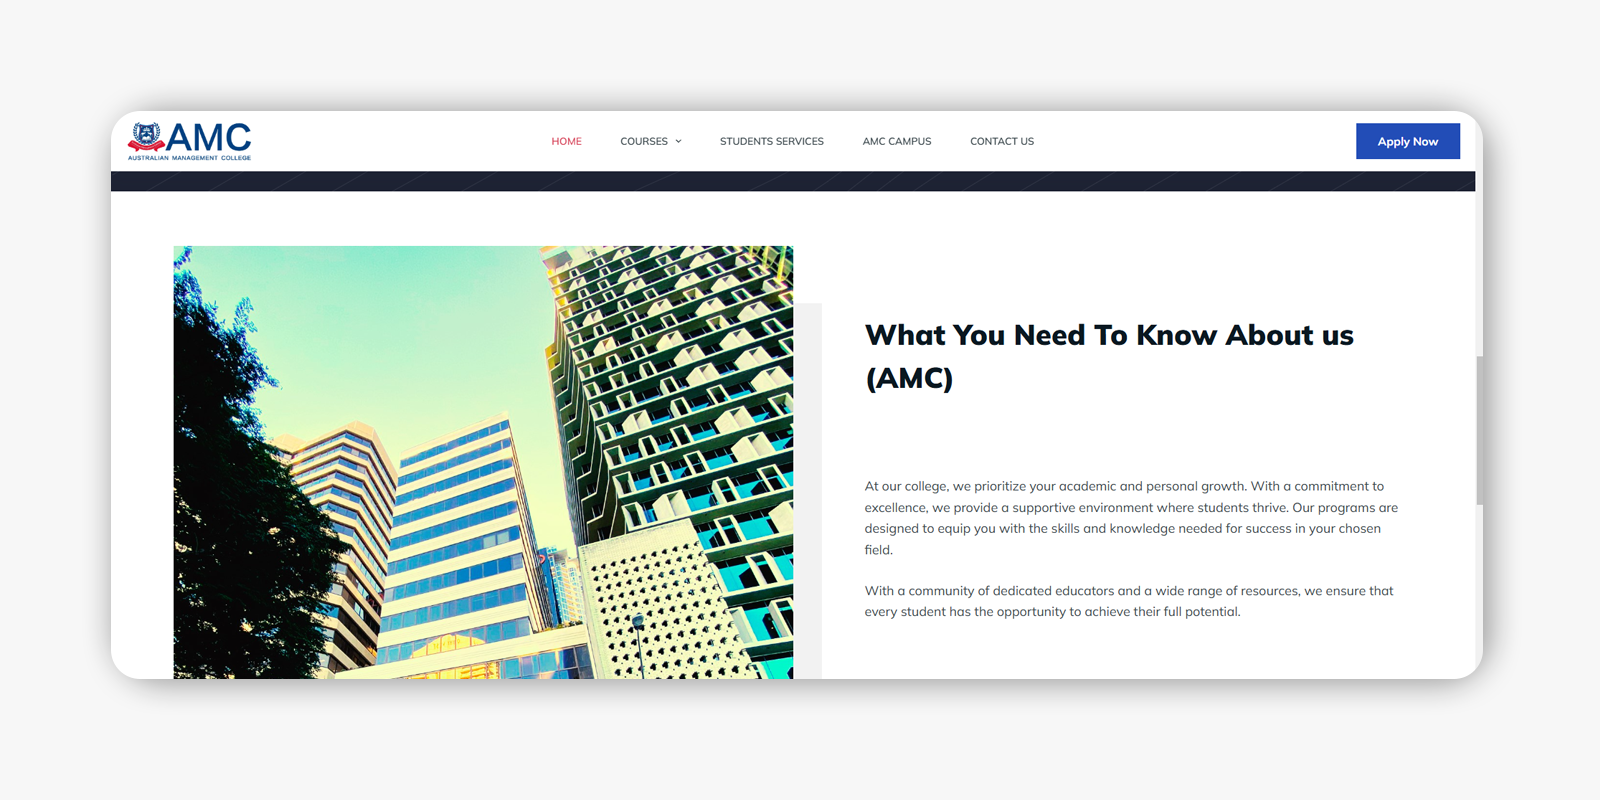 AMC
AUSTRALIAN MANAGEMENT COLLEGE
HOME
COURSES
STUDENTS SERVICES
AMC CAMPUS
CONTACT US
Apply Now
What You Need To Know About us
(AMC)
At our college, we prioritize your academic and personal growth. With a commitment to
excellence, we provide a supportive environment where students thrive. Our programs are
designed to equip you with the skills and knowledge needed for success in your chosen
field.
With a community of dedicated educators and a wide range of resources, we ensure that
every student has the opportunity to achieve their full potential.